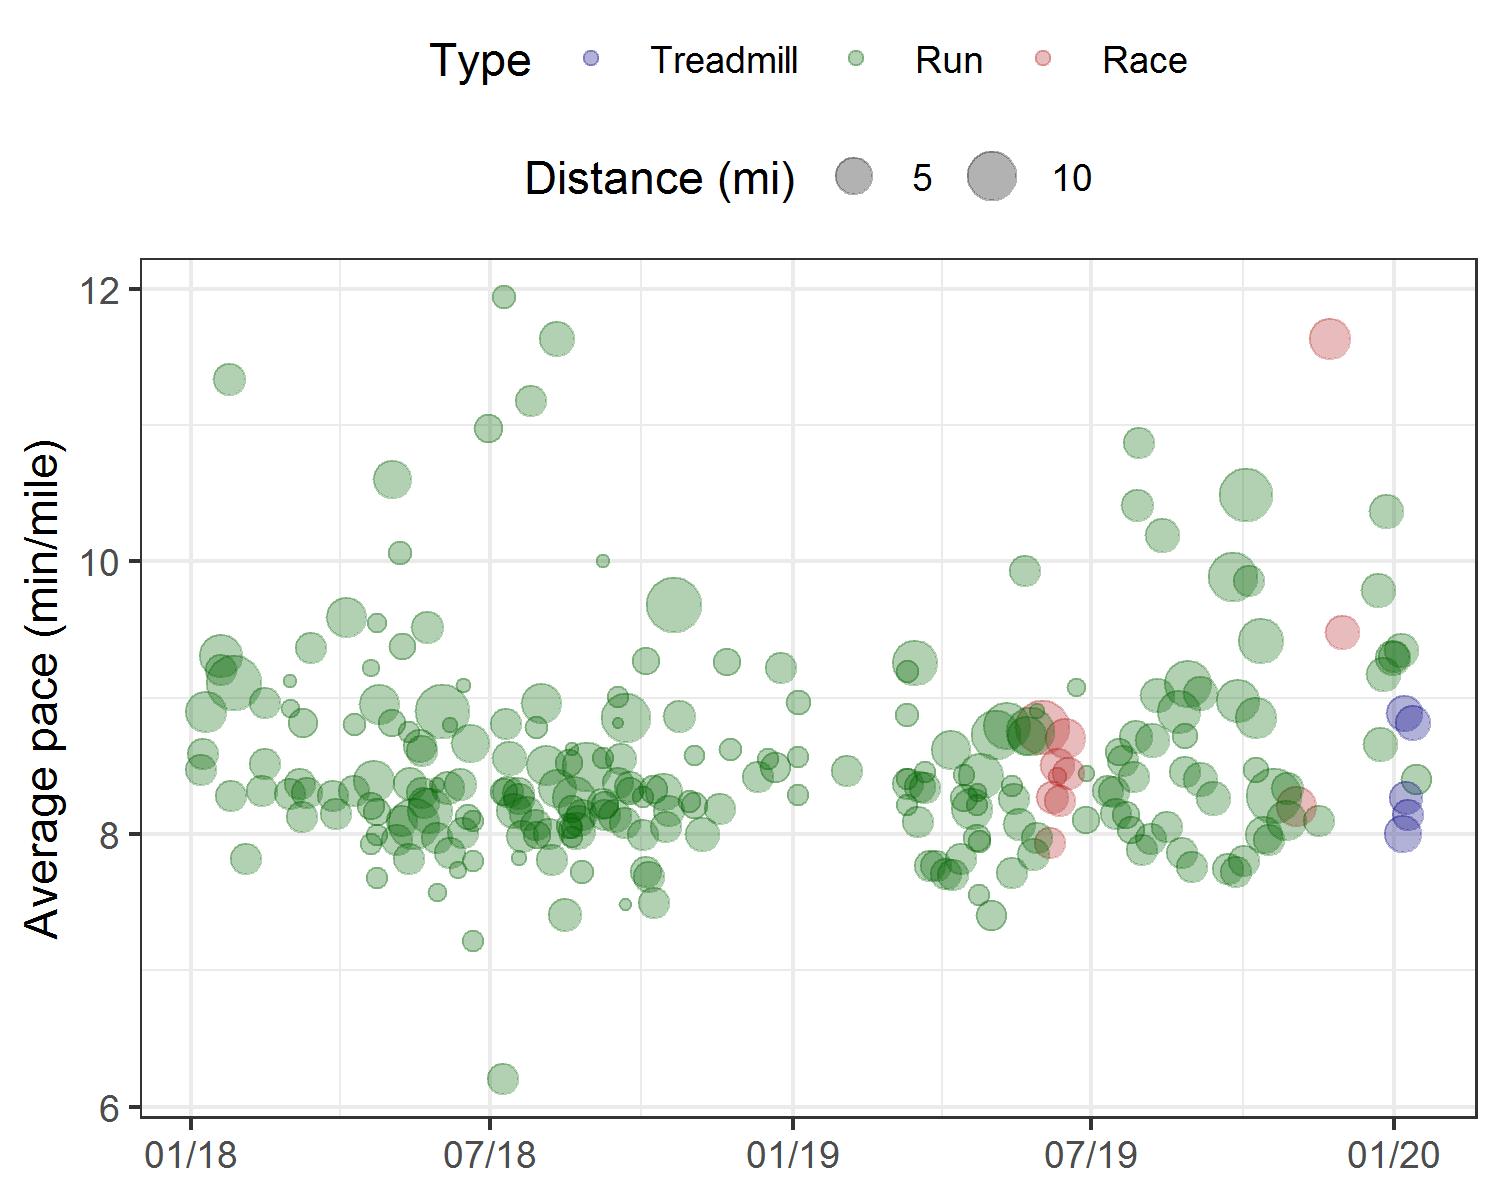 Type Treadmill Run Race
Distance (mi) 5 10
Average pace (min/mile)
12
10
8
6
01/18 07/18 01/19 07/19 01/20